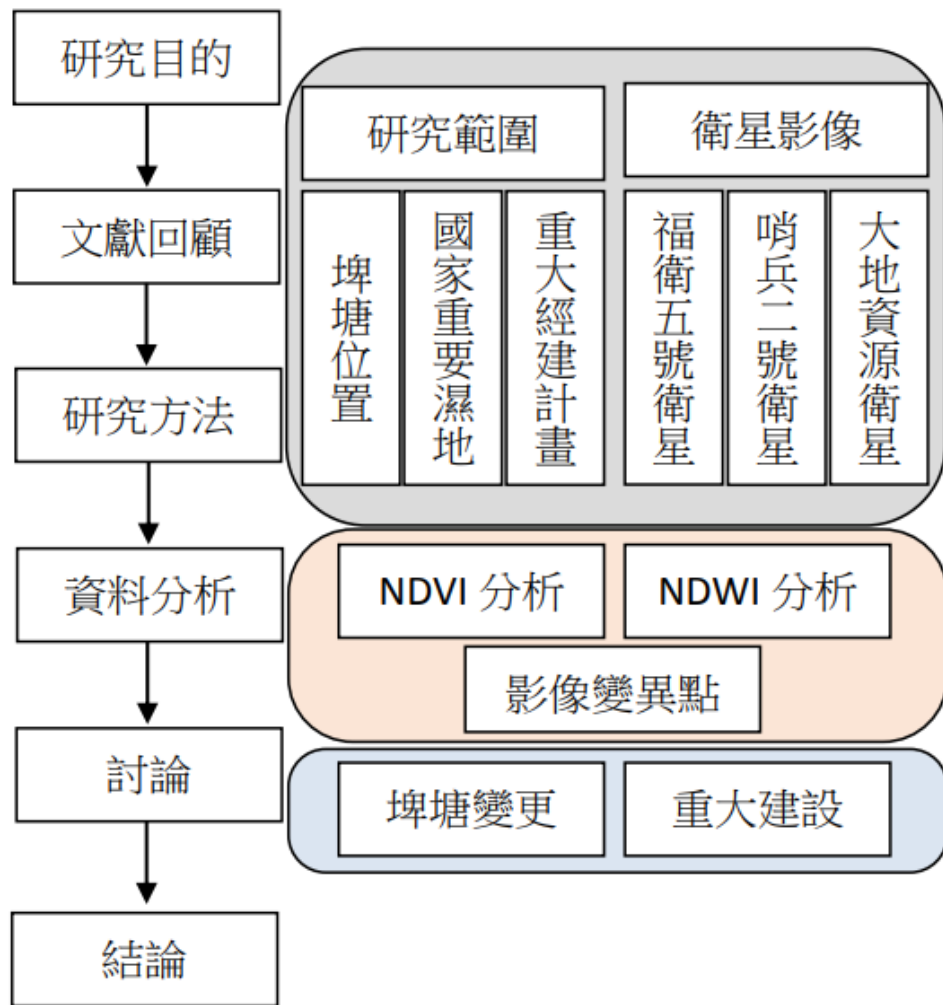 研究目的
文獻回顧
研究方法
資料分析
討論
結論
研究範圍
埤塘位置
國家重要濕地
重大經建計畫
衛星影像
福衛五號衛星
哨兵二號衛星
大地資源衛星
NDVI 分析
NDWI 分析
影像變異點
埤塘變更
重大建設